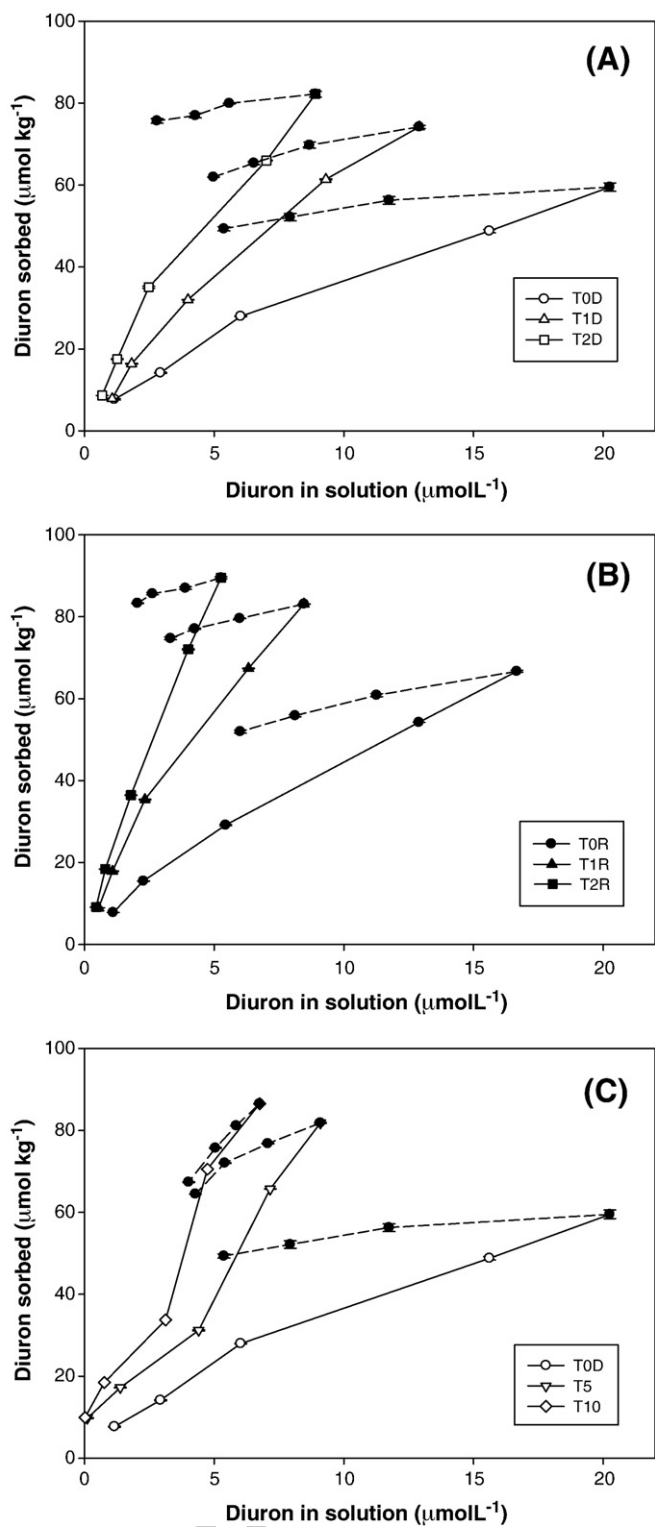 100
(A)
80
60
40
20
0
Diuron sorbed (μmol kg⁻¹)
T0D
T1D
T2D
0 5 10 15 20
Diuron in solution (μmolL⁻¹)
100
(B)
80
60
40
20
0
Diuron sorbed (μmol kg⁻¹)
T0R
T1R
T2R
0 5 10 15 20
Diuron in solution (μmolL⁻¹)
100
(C)
80
60
40
20
0
Diuron sorbed (μmol kg⁻¹)
T0D
T5
T10
0 5 10 15 20
Diuron in solution (μmolL⁻¹)